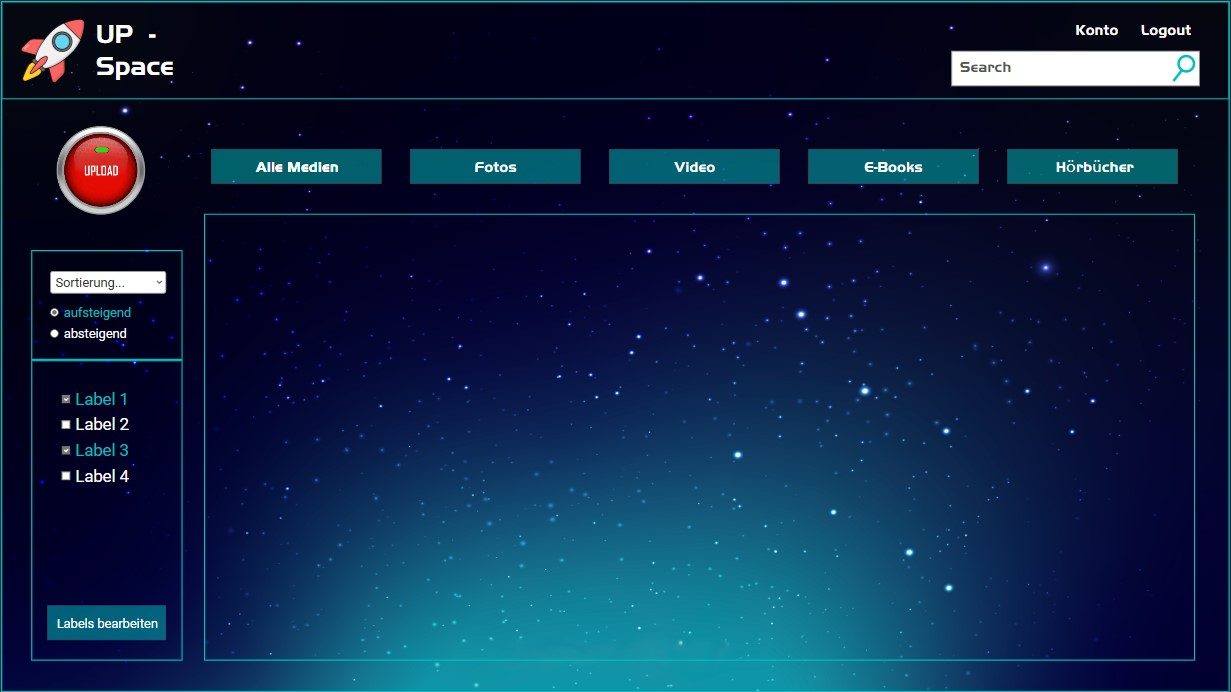 UP -
Space
Konto Logout
Search
UPLOAD
Alle Medien Fotos Video E-Books Hörbücher
Sortierung...
aufsteigend
absteigend
Label 1
Label 2
Label 3
Label 4
Labels bearbeiten